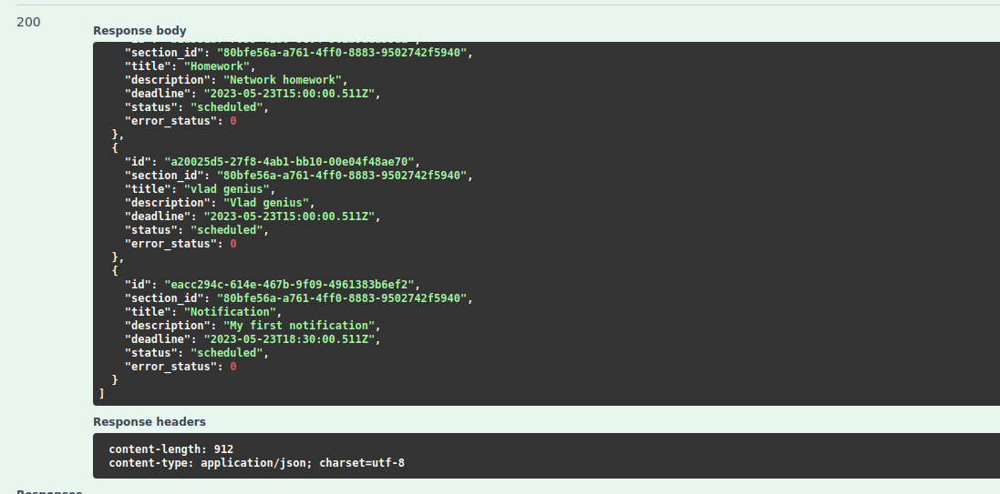 200
Response body
"section_id": "80bfe56a-a761-4ff0-8883-9502742f5940",
"title": "Homework",
"description": "Network homework",
"deadline": "2023-05-23T15:00:00.511Z",
"status": "scheduled",
"error_status": 0
},
{
"id": "a20025d5-27f8-4ab1-bb10-00e04f48ae70",
"section_id": "80bfe56a-a761-4ff0-8883-9502742f5940",
"title": "vlad genius",
"description": "Vlad genius",
"deadline": "2023-05-23T15:00:00.511Z",
"status": "scheduled",
"error_status": 0
},
{
"id": "eacc294c-614e-467b-9f09-4961383b6ef2",
"section_id": "80bfe56a-a761-4ff0-8883-9502742f5940",
"title": "Notification",
"description": "My first notification",
"deadline": "2023-05-23T18:30:00.511Z",
"status": "scheduled",
"error_status": 0
}
]
Response headers
content-length: 912
content-type: application/json; charset=utf-8
Responses